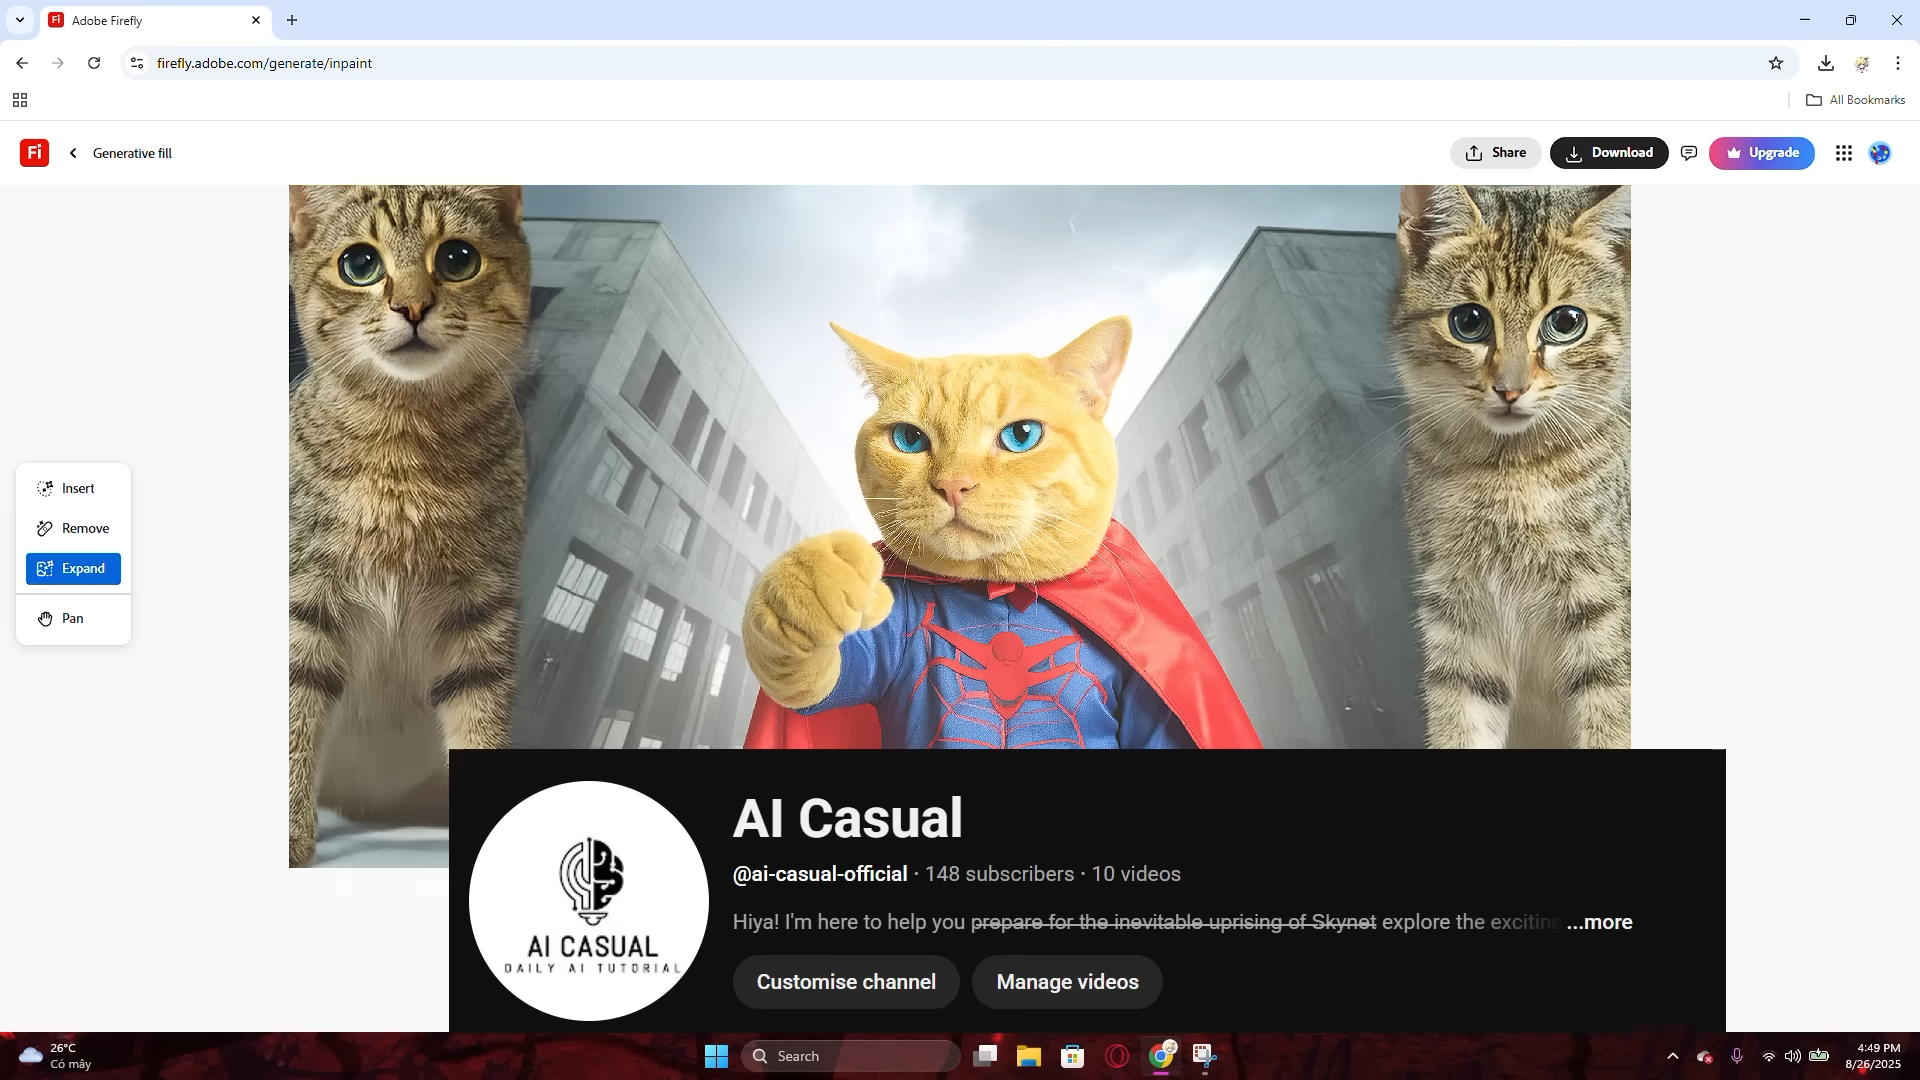 Adobe Firefly
firefly.adobe.com/generate/inpaint
All Bookmarks
Fi
Generative fill
Share
Download
Upgrade
Insert
Remove
Expand
Pan
AI Casual
@ai-casual-official · 148 subscribers · 10 videos
Hiya! I'm here to help you prepare for the inevitable uprising of Skynet explore the exciting ...more
Customise channel
Manage videos
AI CASUAL
DAILY AI TUTORIAL
26°C
Có mây
Search
4:49 PM
8/26/2025